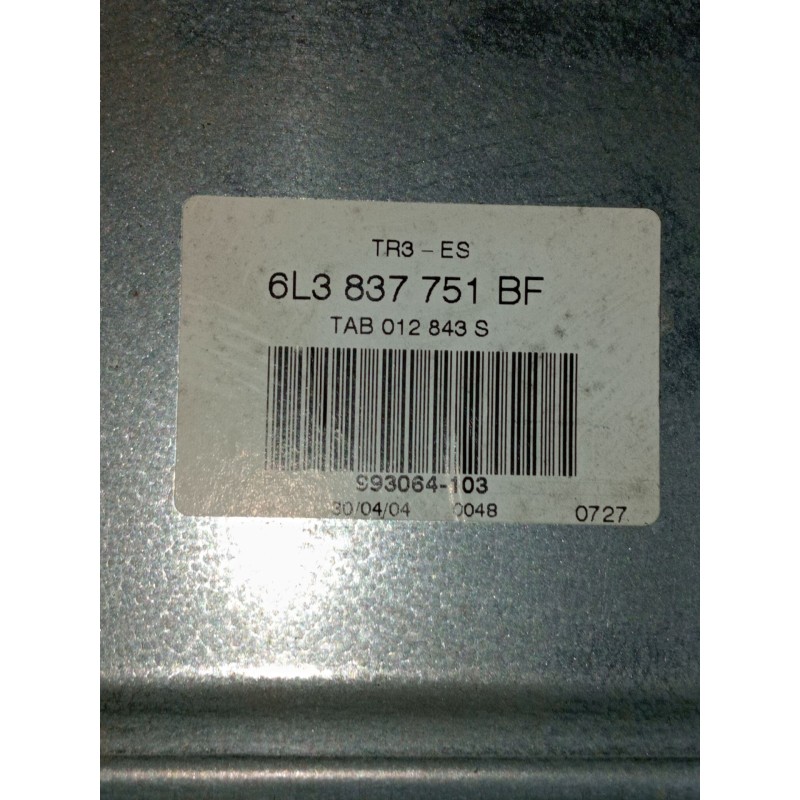 TR3 - ES
6L3 837 751 BF
TAB 012 843 S
S93064-103
30/04/04 0048 0727